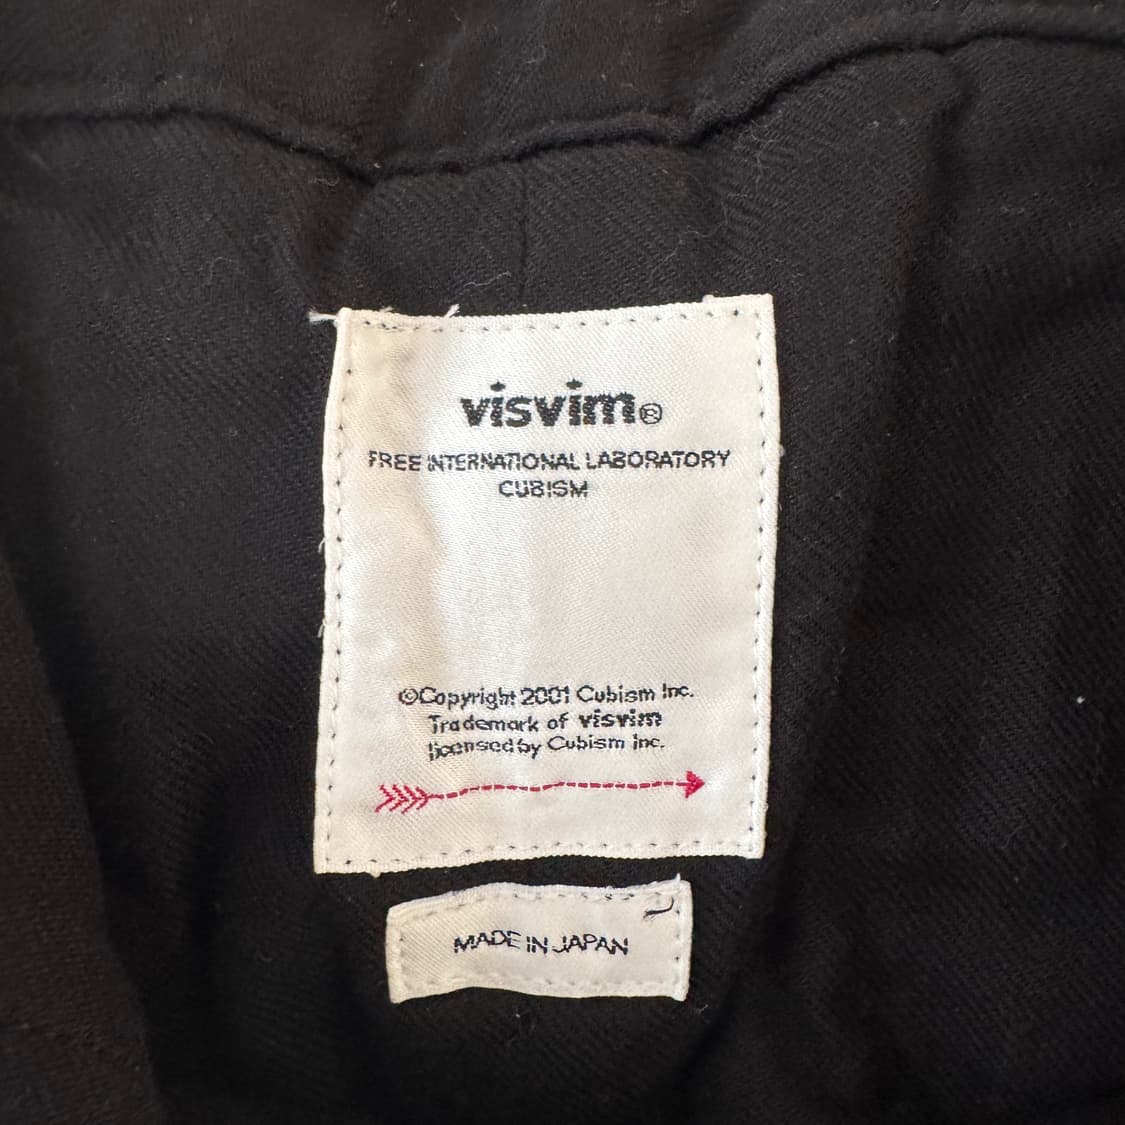 visvim®
FREE INTERNATIONAL LABORATORY
CUBISM
©Copyright 2001 Cubism Inc.
Trademark of visvim
licensed by Cubism inc.
MADE IN JAPAN